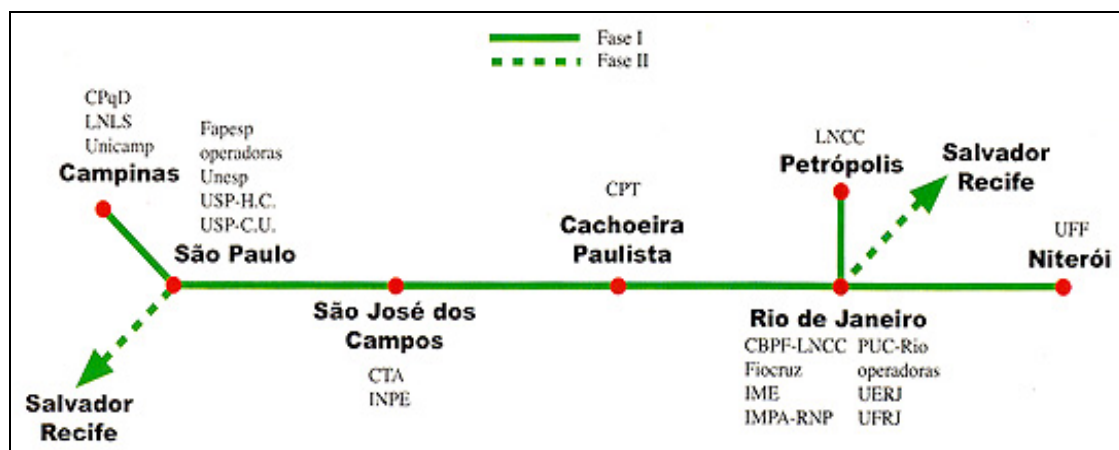 Fase I
Fase II
CPqD
LNLS
Unicamp
Campinas
Fapesp
operadoras
Unesp
USP-H.C.
USP-C.U.
São Paulo
Salvador
Recife
São José dos
Campos
CTA
INPE
CPT
Cachoeira
Paulista
LNCC
Petrópolis
Salvador
Recife
Rio de Janeiro
CBPF-LNCC PUC-Rio
Fiocruz operadoras
IME UERJ
IMPA-RNP UFRJ
UFF
Niterói